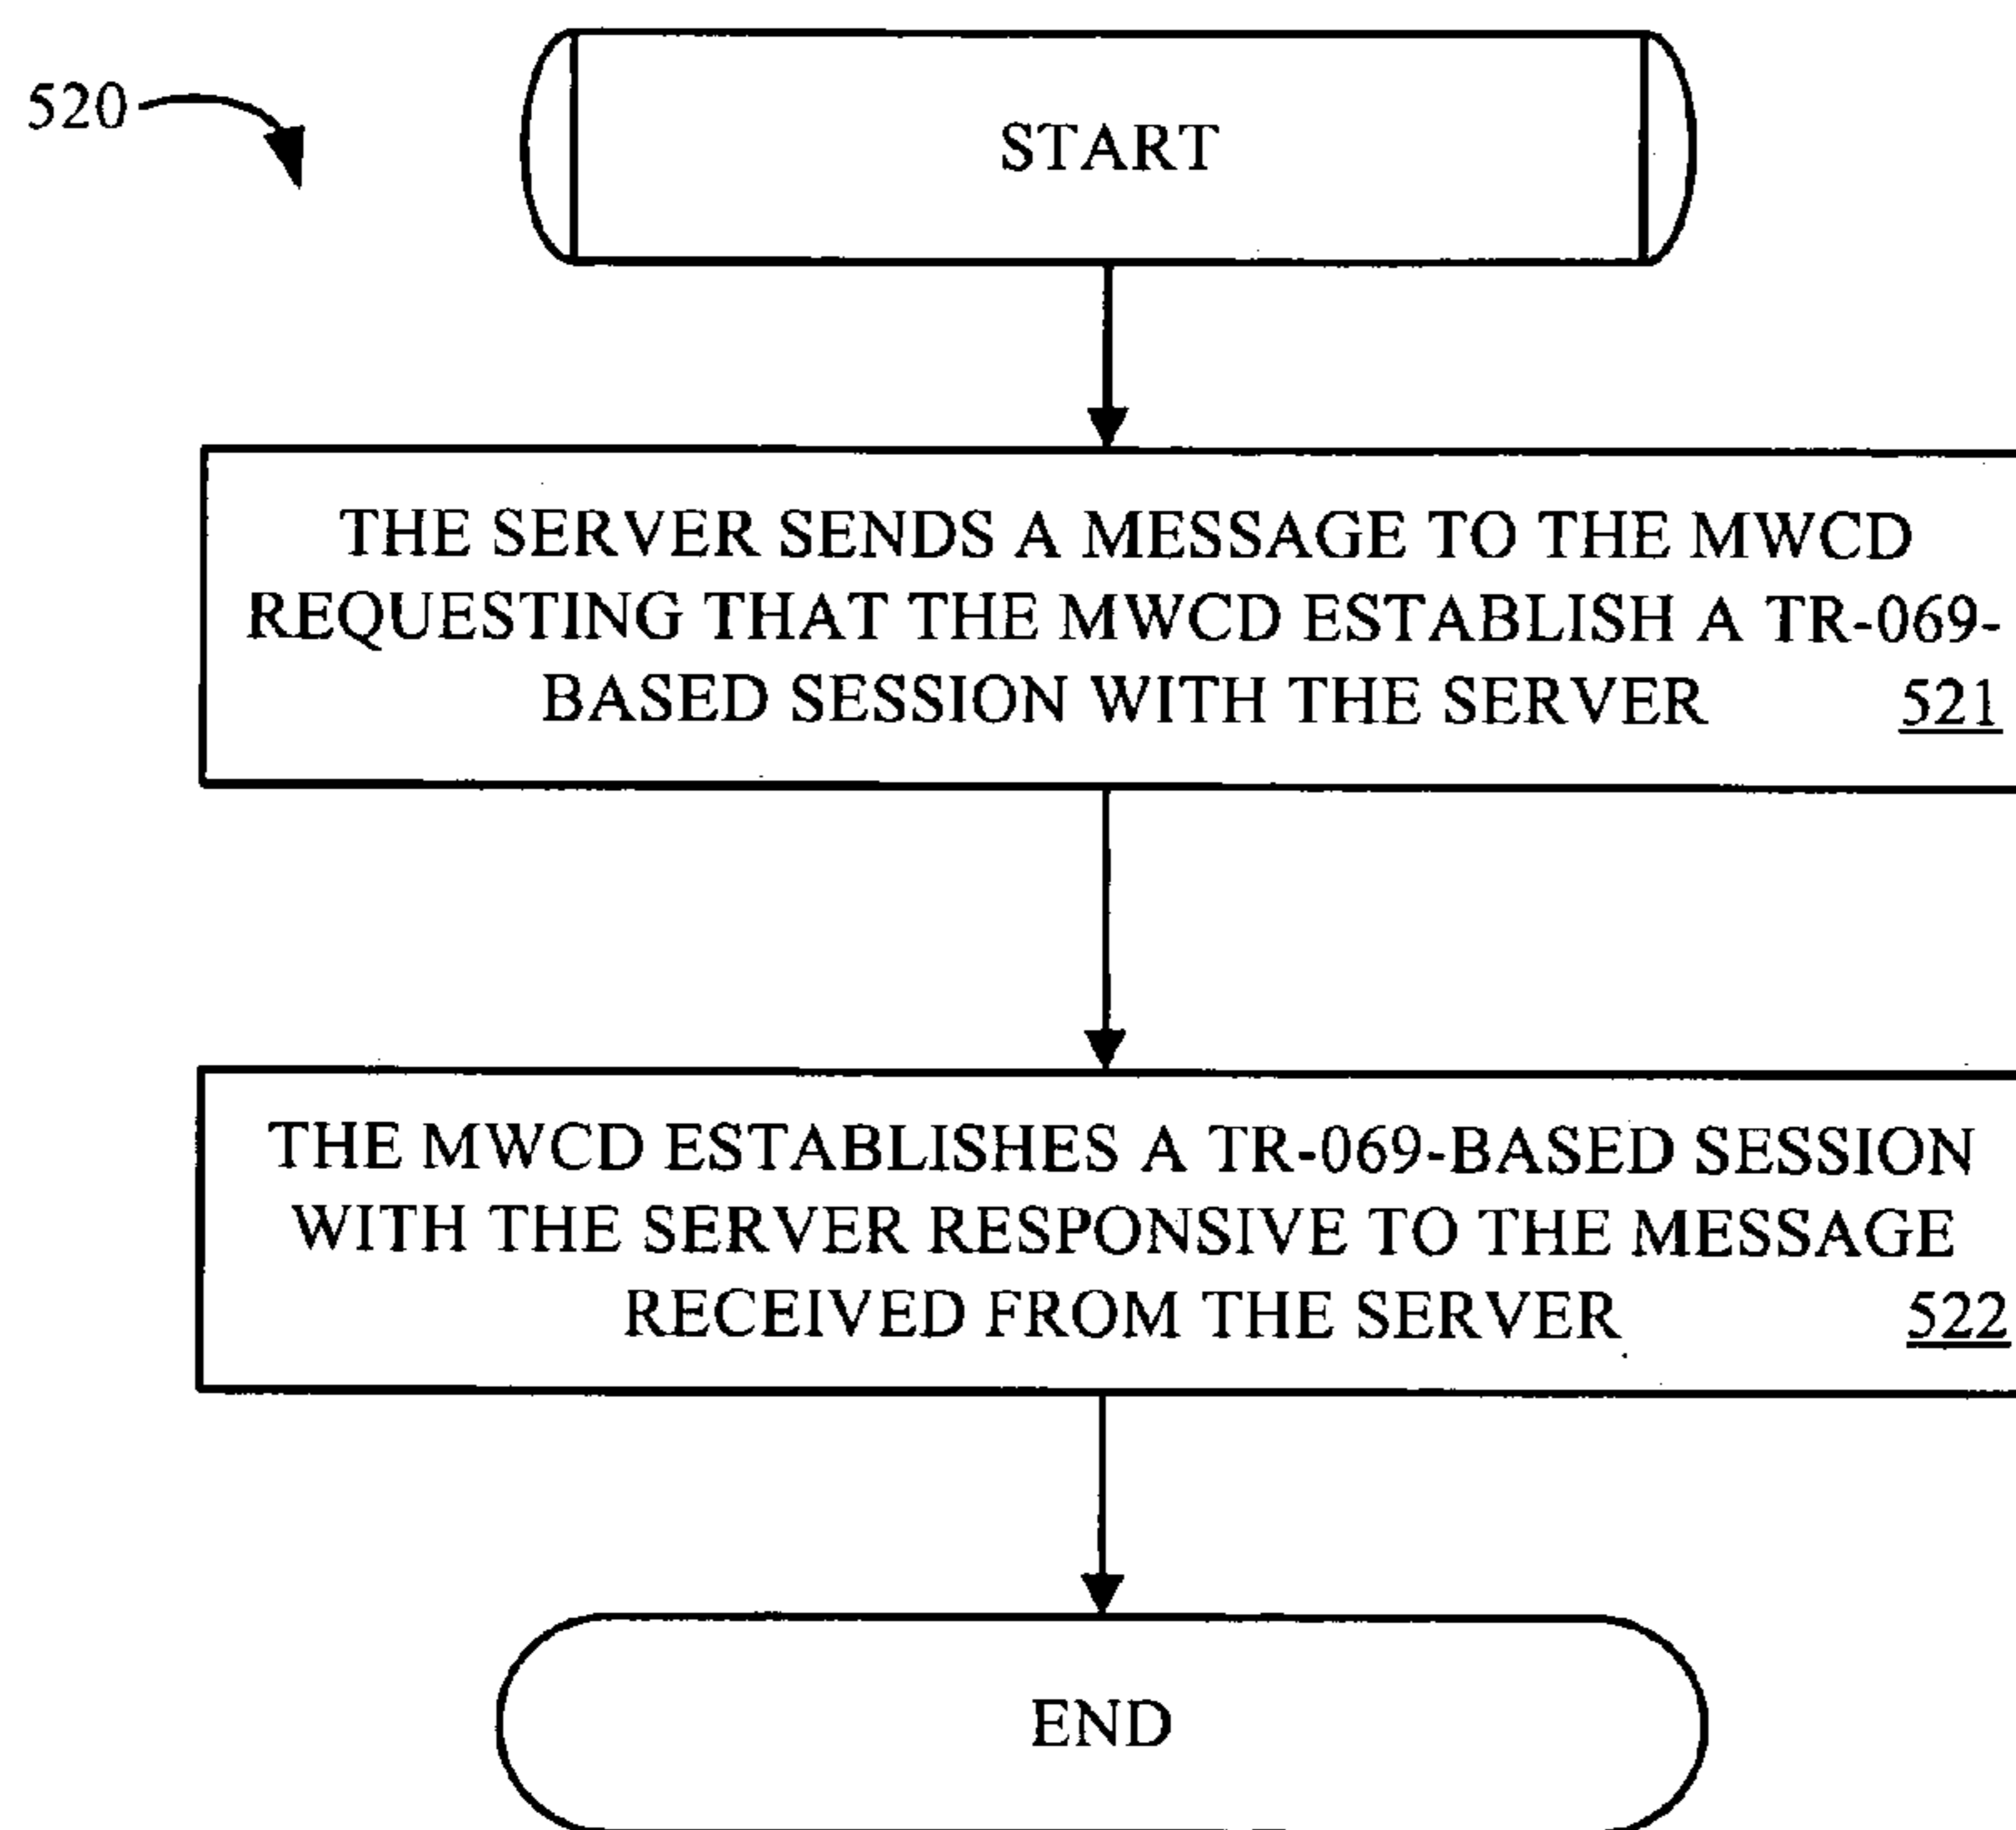 520
START
THE SERVER SENDS A MESSAGE TO THE MWCD
REQUESTING THAT THE MWCD ESTABLISH A TR-069-
BASED SESSION WITH THE SERVER 521
THE MWCD ESTABLISHES A TR-069-BASED SESSION
WITH THE SERVER RESPONSIVE TO THE MESSAGE
RECEIVED FROM THE SERVER 522
END